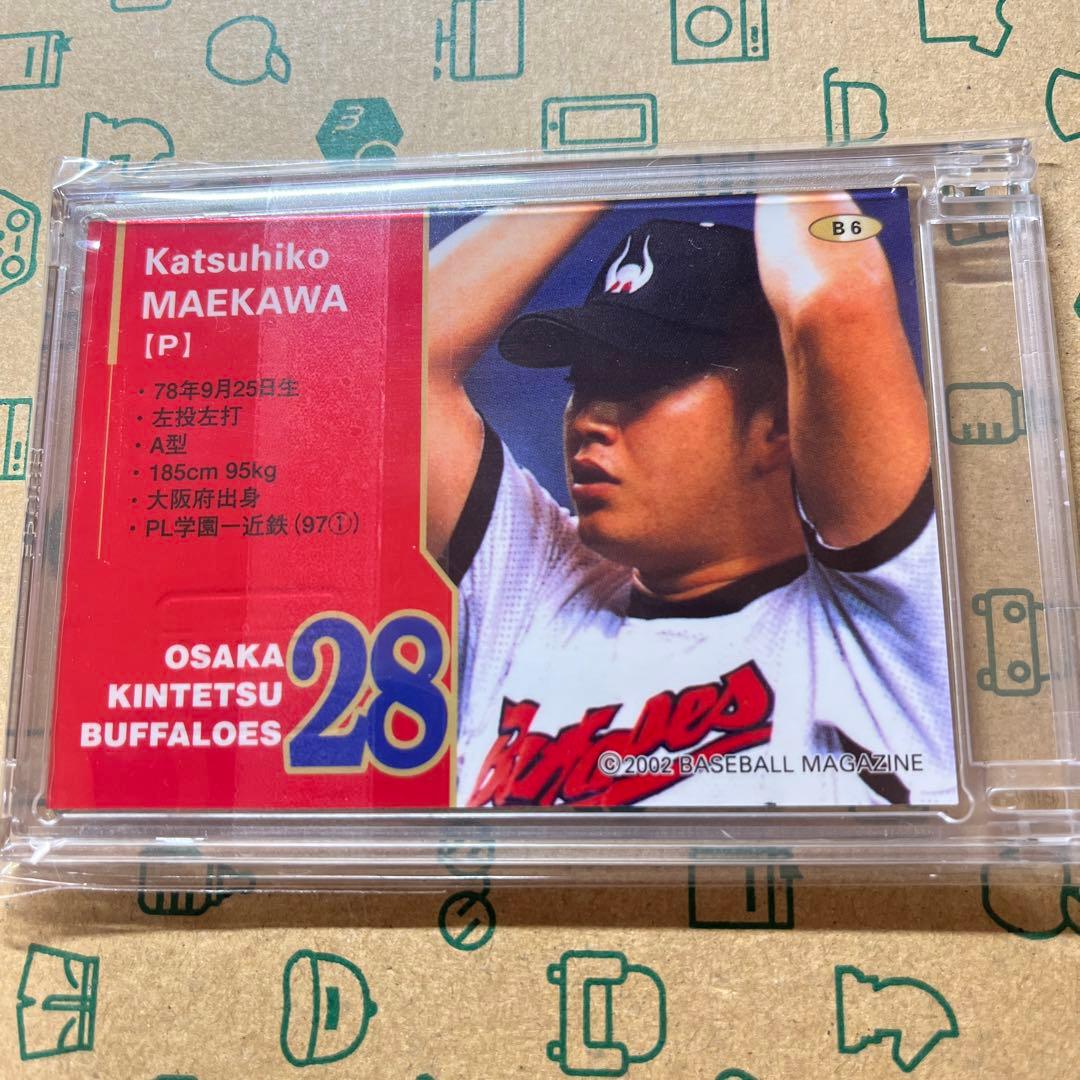 Katsuhiko
MAEKAWA
【P】
・78年9月25日生
・左投左打
・A型
・185cm 95kg
・大阪府出身
・PL学園ー近鉄(97①)
OSAKA
KINTETSU
BUFFALOES
28
B6
Buffaloes
©2002 BASEBALL MAGAZINE